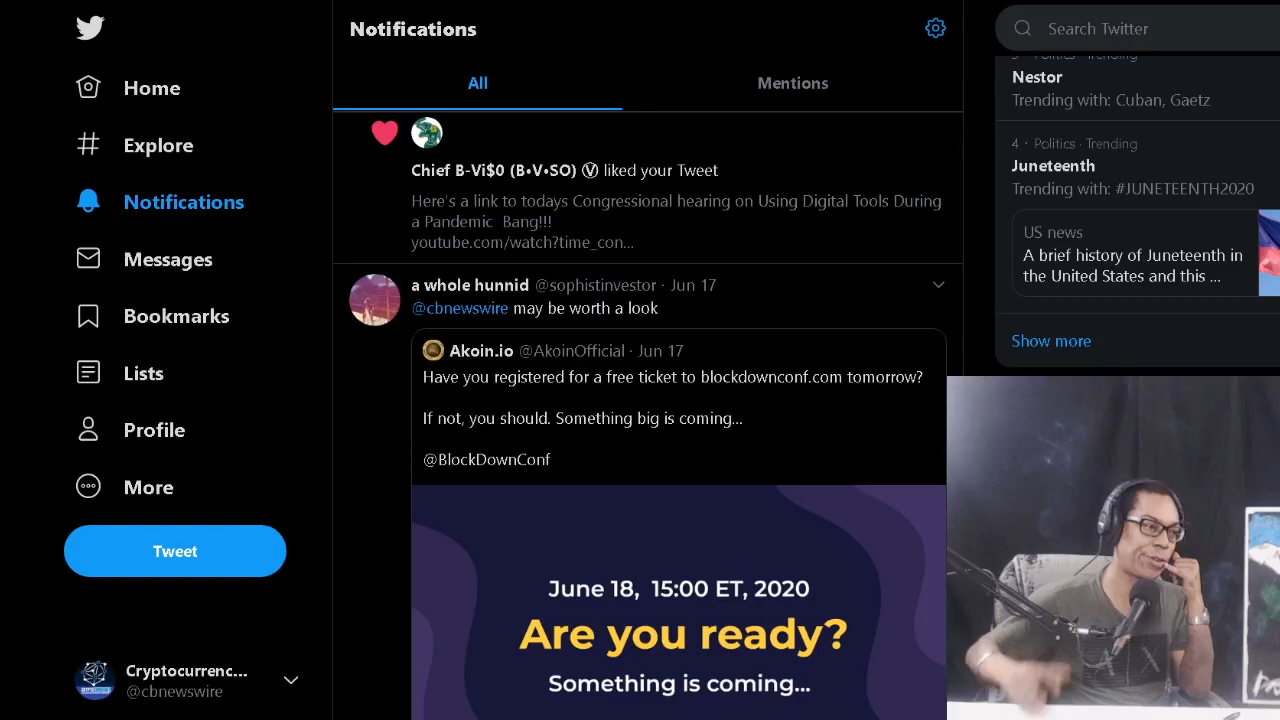 Home
Explore
Notifications
Messages
Bookmarks
Lists
Profile
More
Tweet
Cryptocurrenc...
@cbnewswire
Notifications
All
Mentions
Chief B-Vi$0 (B•V•SO) Ⓥ liked your Tweet
Here's a link to todays Congressional hearing on Using Digital Tools During
a Pandemic Bang!!!
youtube.com/watch?time_con...
a whole hunnid @sophistinvestor · Jun 17
@cbnewswire may be worth a look
Akoin.io @AkoinOfficial · Jun 17
Have you registered for a free ticket to blockdownconf.com tomorrow?
If not, you should. Something big is coming...
@BlockDownConf
June 18, 15:00 ET, 2020
Are you ready?
Something is coming...
Search Twitter
Politics · Trending
Nestor
Trending with: Cuban, Gaetz
4 · Politics · Trending
Juneteenth
Trending with: #JUNETEENTH2020
US news
A brief history of Juneteenth in
the United States and this ...
Show more